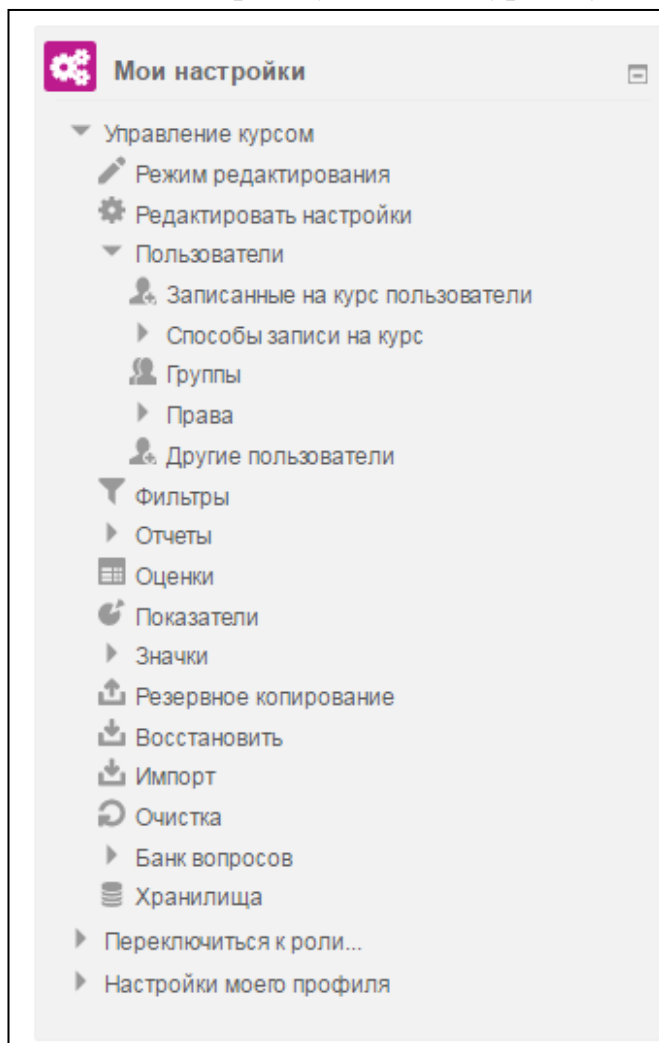 Мои настройки
Управление курсом
Режим редактирования
Редактировать настройки
Пользователи
Записанные на курс пользователи
Способы записи на курс
Группы
Права
Другие пользователи
Фильтры
Отчеты
Оценки
Показатели
Значки
Резервное копирование
Восстановить
Импорт
Очистка
Банк вопросов
Хранилища
Переключиться к роли...
Настройки моего профиля